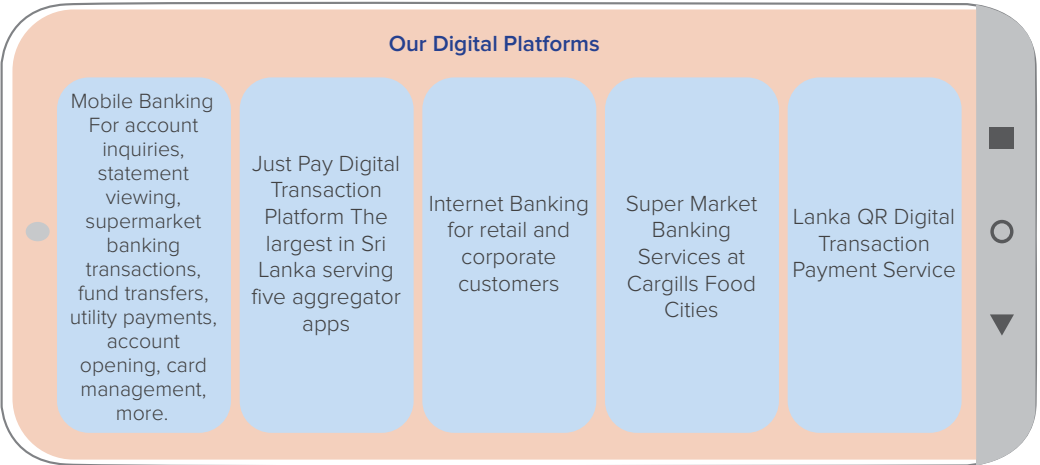 Our Digital Platforms
Mobile Banking
For account
inquiries,
statement
viewing,
supermarket
banking
transactions,
fund transfers,
utility payments,
account
opening, card
management,
more.
Just Pay Digital
Transaction
Platform The
largest in Sri
Lanka serving
five aggregator
apps
Internet Banking
for retail and
corporate
customers
Super Market
Banking
Services at
Cargills Food
Cities
Lanka QR Digital
Transaction
Payment Service